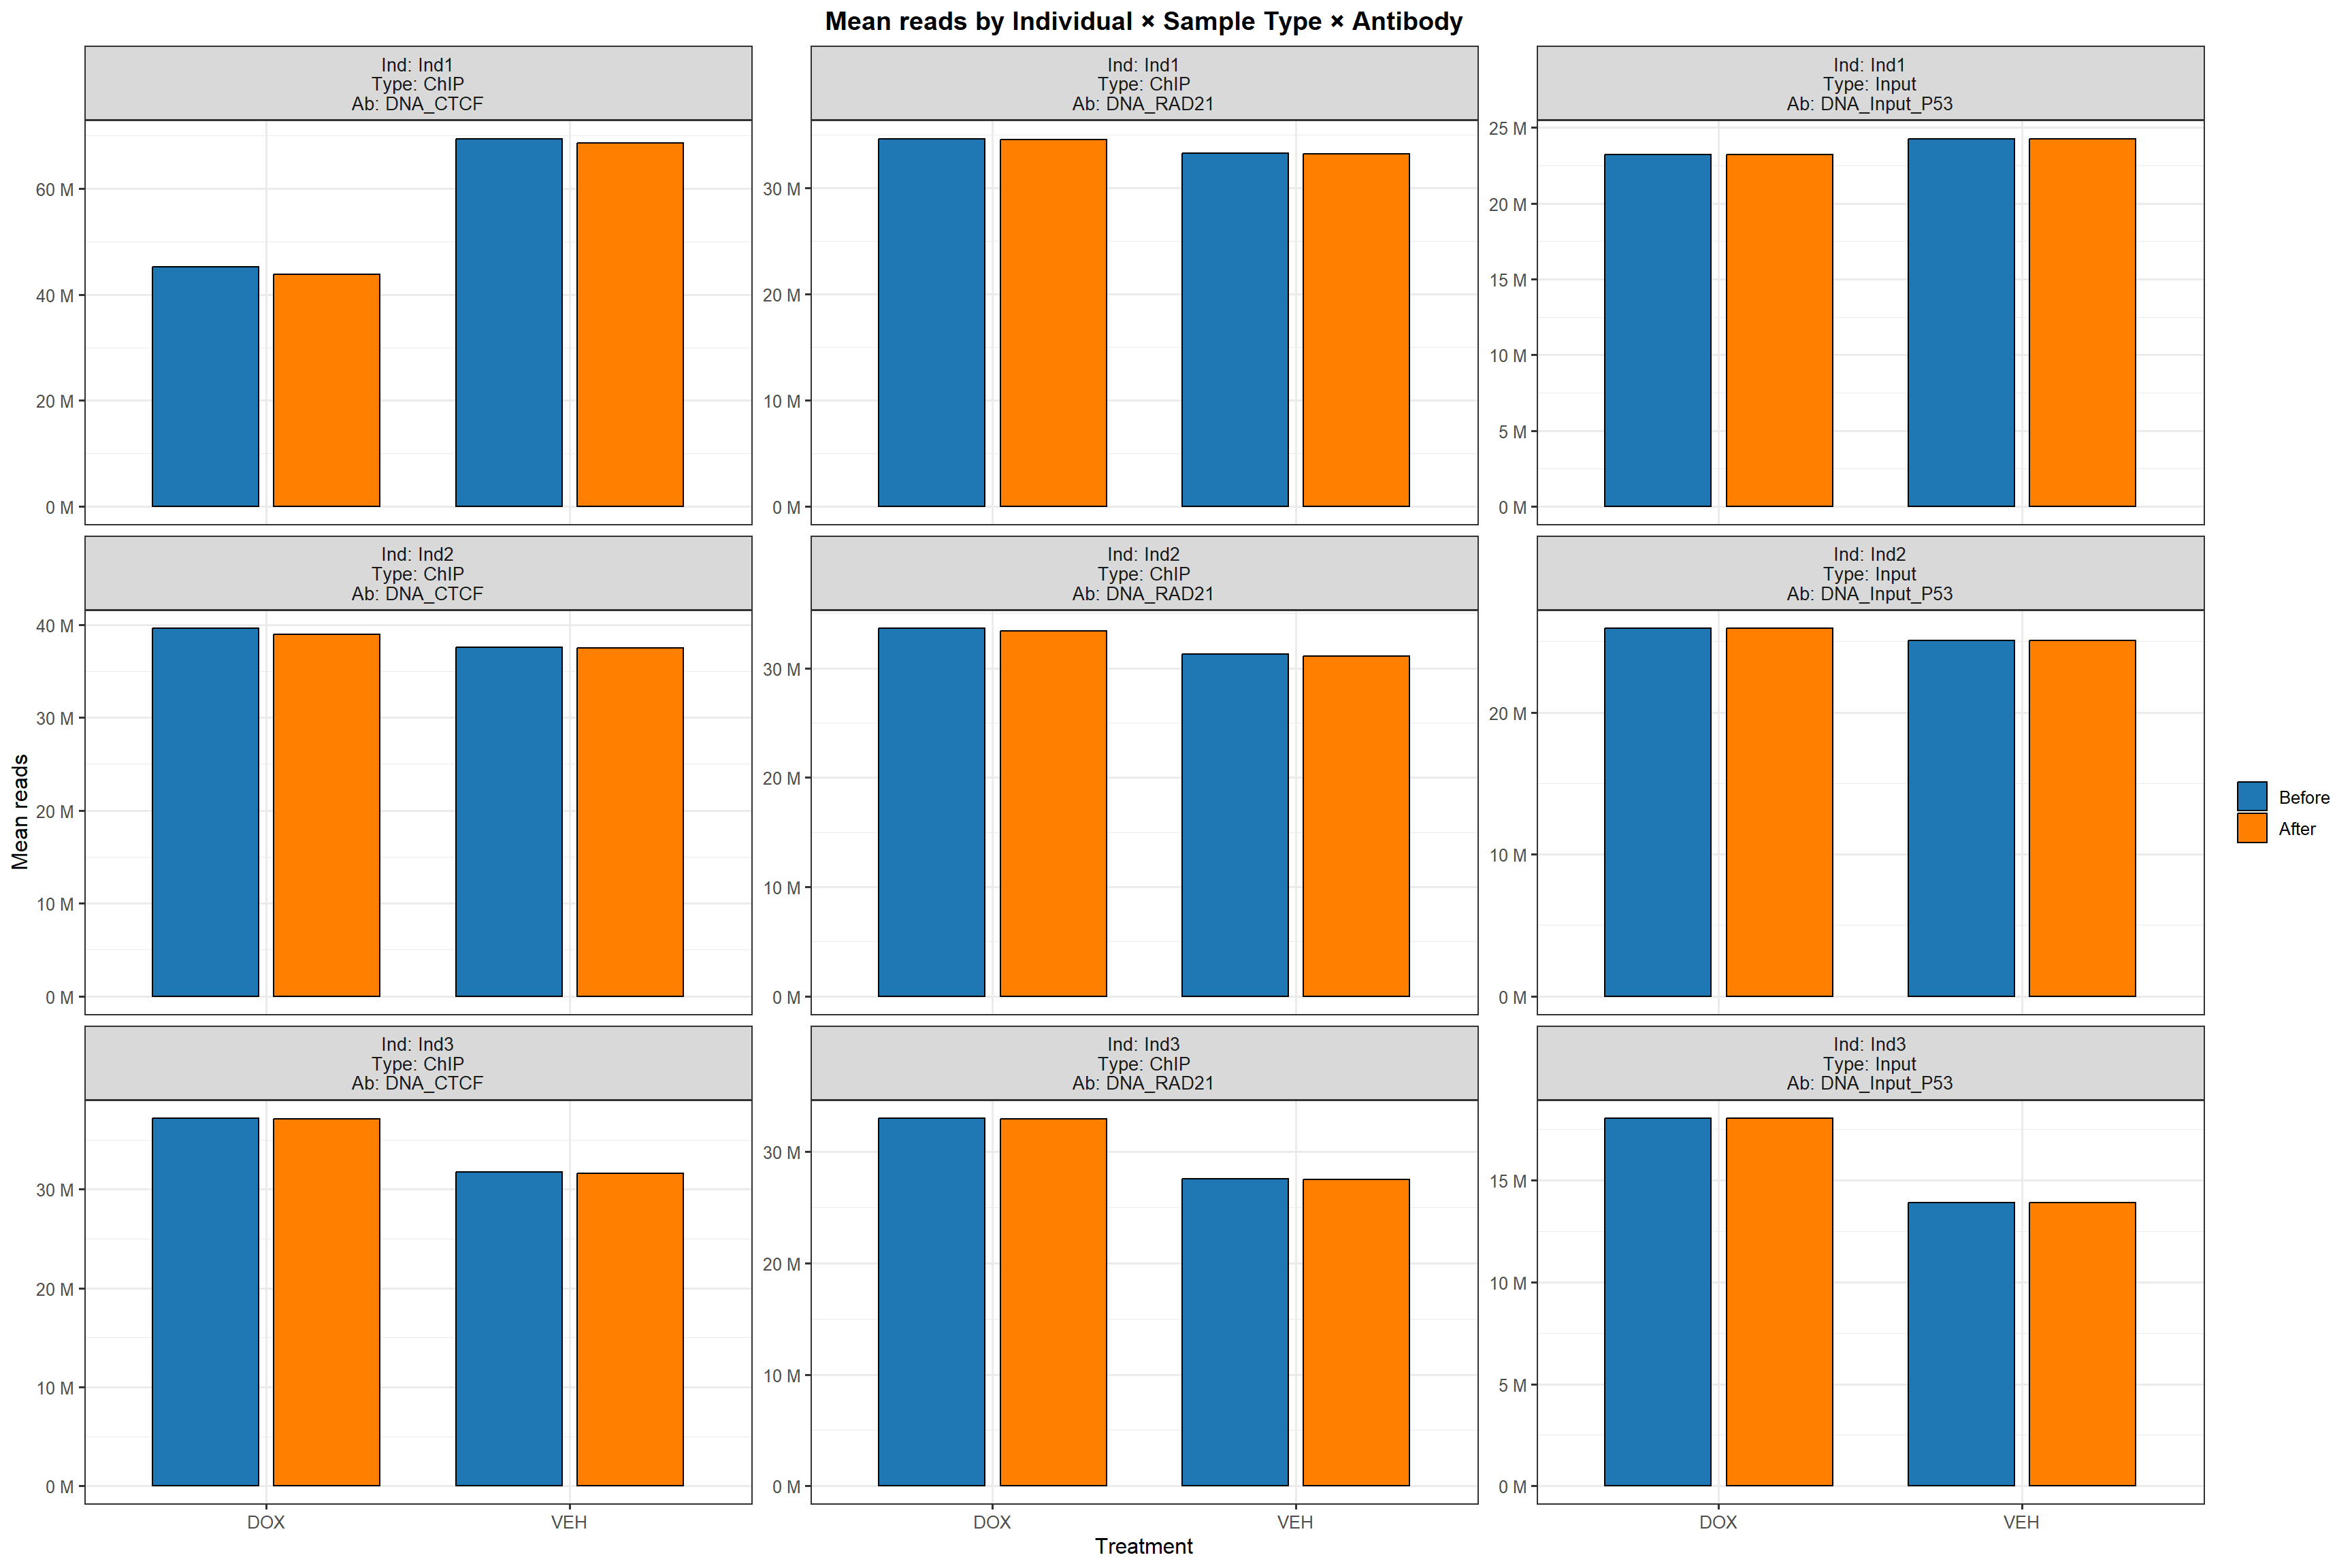 Mean reads by Individual × Sample Type × Antibody
Ind: Ind1
Type: ChIP
Ab: DNA_CTCF
Ind: Ind1
Type: ChIP
Ab: DNA_RAD21
Ind: Ind1
Type: Input
Ab: DNA_Input_P53
60 M
40 M
20 M
0 M
30 M
20 M
10 M
0 M
25 M
20 M
15 M
10 M
5 M
0 M
Ind: Ind2
Type: ChIP
Ab: DNA_CTCF
Ind: Ind2
Type: ChIP
Ab: DNA_RAD21
Ind: Ind2
Type: Input
Ab: DNA_Input_P53
Mean reads
40 M
30 M
20 M
10 M
0 M
30 M
20 M
10 M
0 M
20 M
10 M
0 M
Before
After
Ind: Ind3
Type: ChIP
Ab: DNA_CTCF
Ind: Ind3
Type: ChIP
Ab: DNA_RAD21
Ind: Ind3
Type: Input
Ab: DNA_Input_P53
30 M
20 M
10 M
0 M
30 M
20 M
10 M
0 M
15 M
10 M
5 M
0 M
DOX
VEH
DOX
VEH
DOX
VEH
Treatment